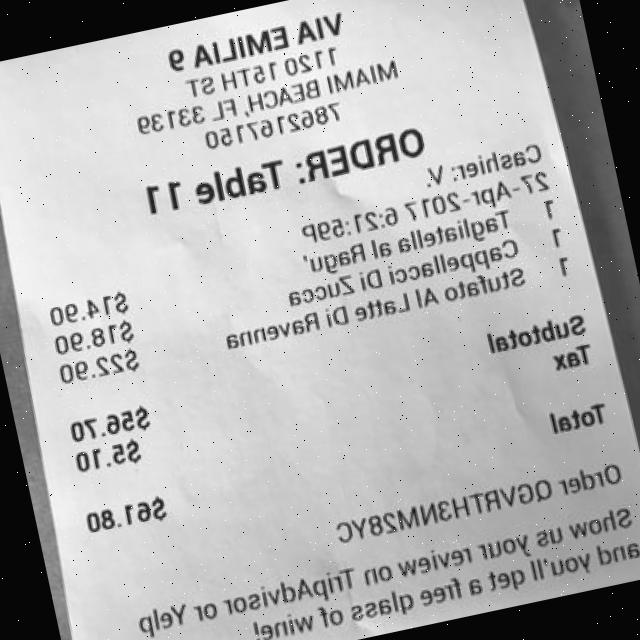 VIA EMILIA 9
1120 15TH ST
MIAMI BEACH, FL, 33139
7862167150
ORDER: Table 11
Cashier: V.
27-Apr-2017 6:21:59P
1 Tagliatella al Ragu' $14.90
1 Cappellacci Di Zucca $18.90
1 Stufato Al Latte Di Ravenna $22.90
Subtotal $56.70
Tax $5.10
Total $61.80
Order QGVRTH3NM28YC
Show us your review on TripAdvisor or Yelp
and you'll get a free glass of wine!